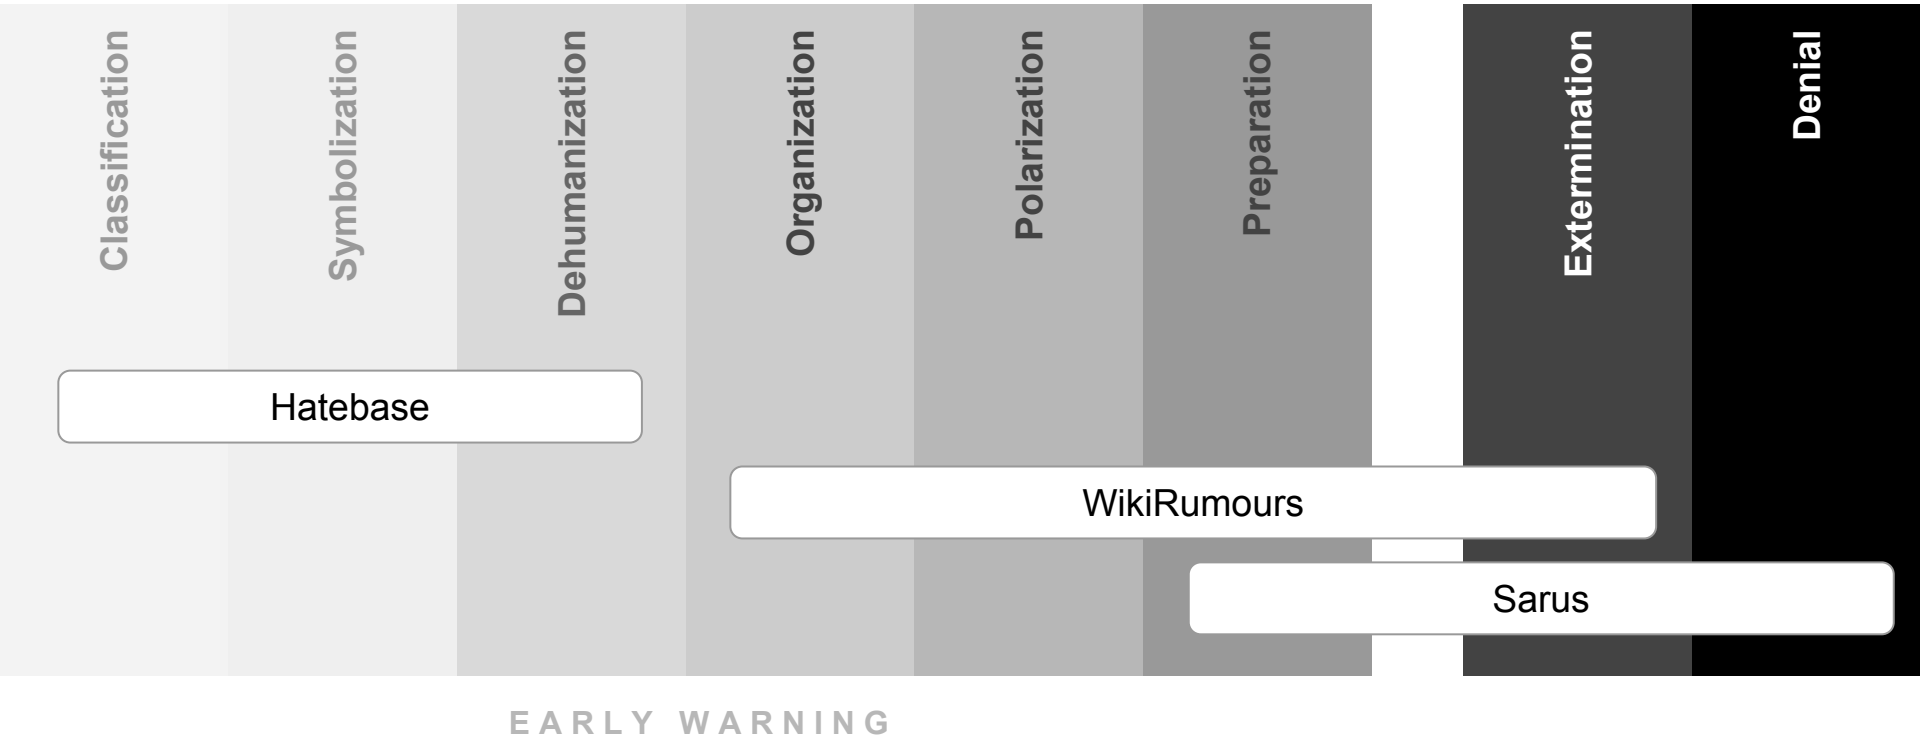 Classification
Symbolization
Dehumanization
Organization
Polarization
Preparation
Extermination
Denial
Hatebase
WikiRumours
Sarus
EARLY WARNING